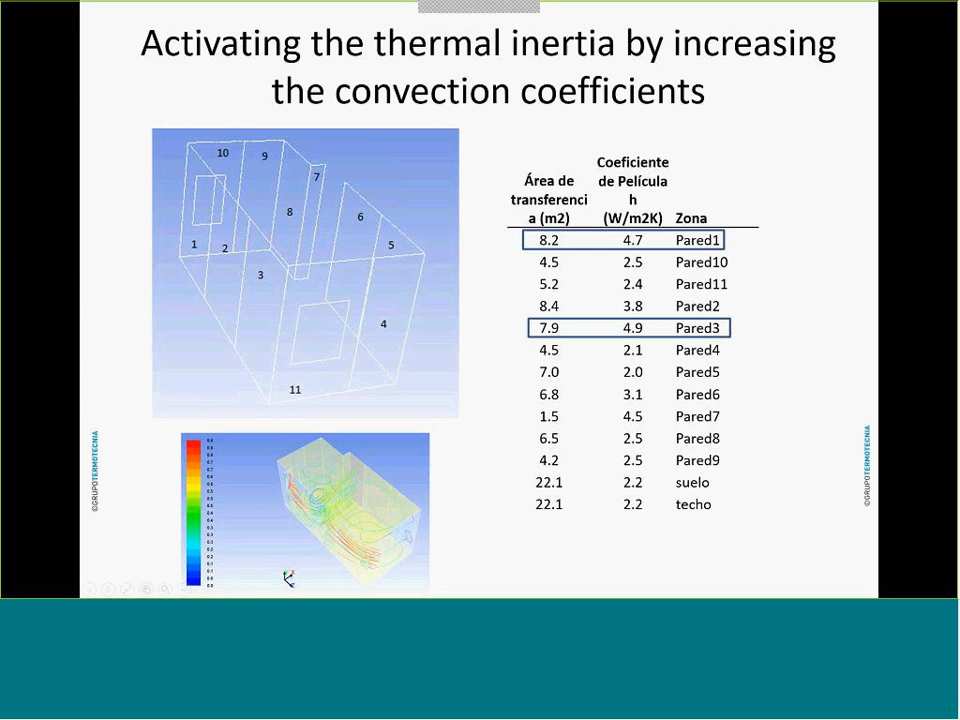 Activating the thermal inertia by increasing
the convection coefficients
10
9
7
8
6
1
2
5
3
4
11
Área de
transferenci
a (m2)
Coeficiente
de Película
h
(W/m2K)
Zona
8.2 4.7 Pared1
4.5 2.5 Pared10
5.2 2.4 Pared11
8.4 3.8 Pared2
7.9 4.9 Pared3
4.5 2.1 Pared4
7.0 2.0 Pared5
6.8 3.1 Pared6
1.5 4.5 Pared7
6.5 2.5 Pared8
4.2 2.5 Pared9
22.1 2.2 suelo
22.1 2.2 techo
©GRUPOTERMOTECNIA
©GRUPOTERMOTECNIA